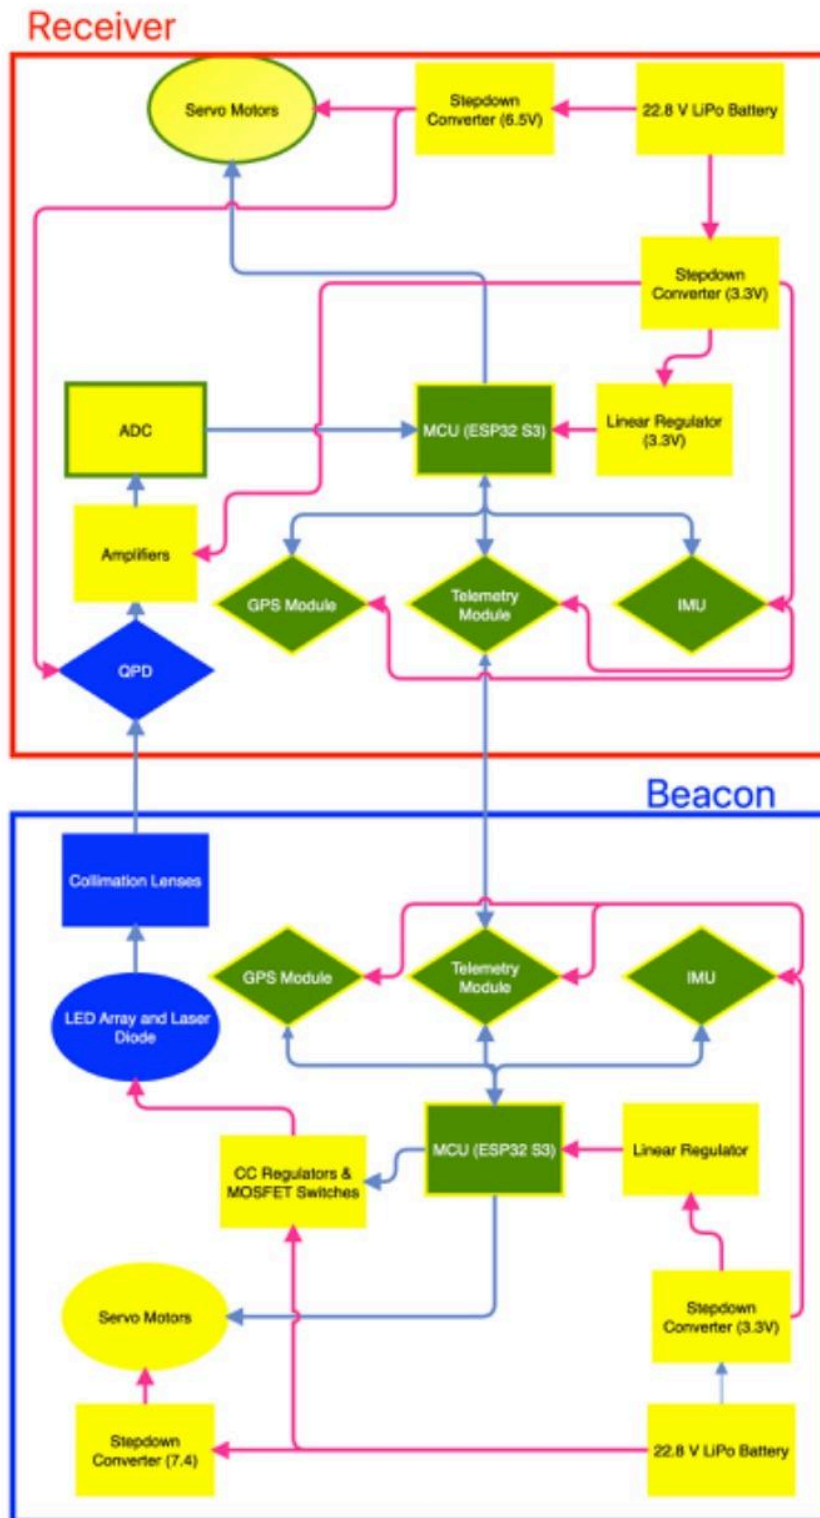 Receiver
Servo Motors
Stepdown
Converter (6.5V)
22.8 V LiPo Battery
Stepdown
Converter (3.3V)
ADC
MCU (ESP32 S3)
Linear Regulator
(3.3V)
Amplifiers
GPS Module
Telemetry
Module
IMU
QPD
Beacon
Collimation Lenses
GPS Module
Telemetry
Module
IMU
LED Array and Laser
Diode
CC Regulators &
MOSFET Switches
MCU (ESP32 S3)
Linear Regulator
Servo Motors
Stepdown
Converter (3.3V)
Stepdown
Converter (7.4)
22.8 V LiPo Battery